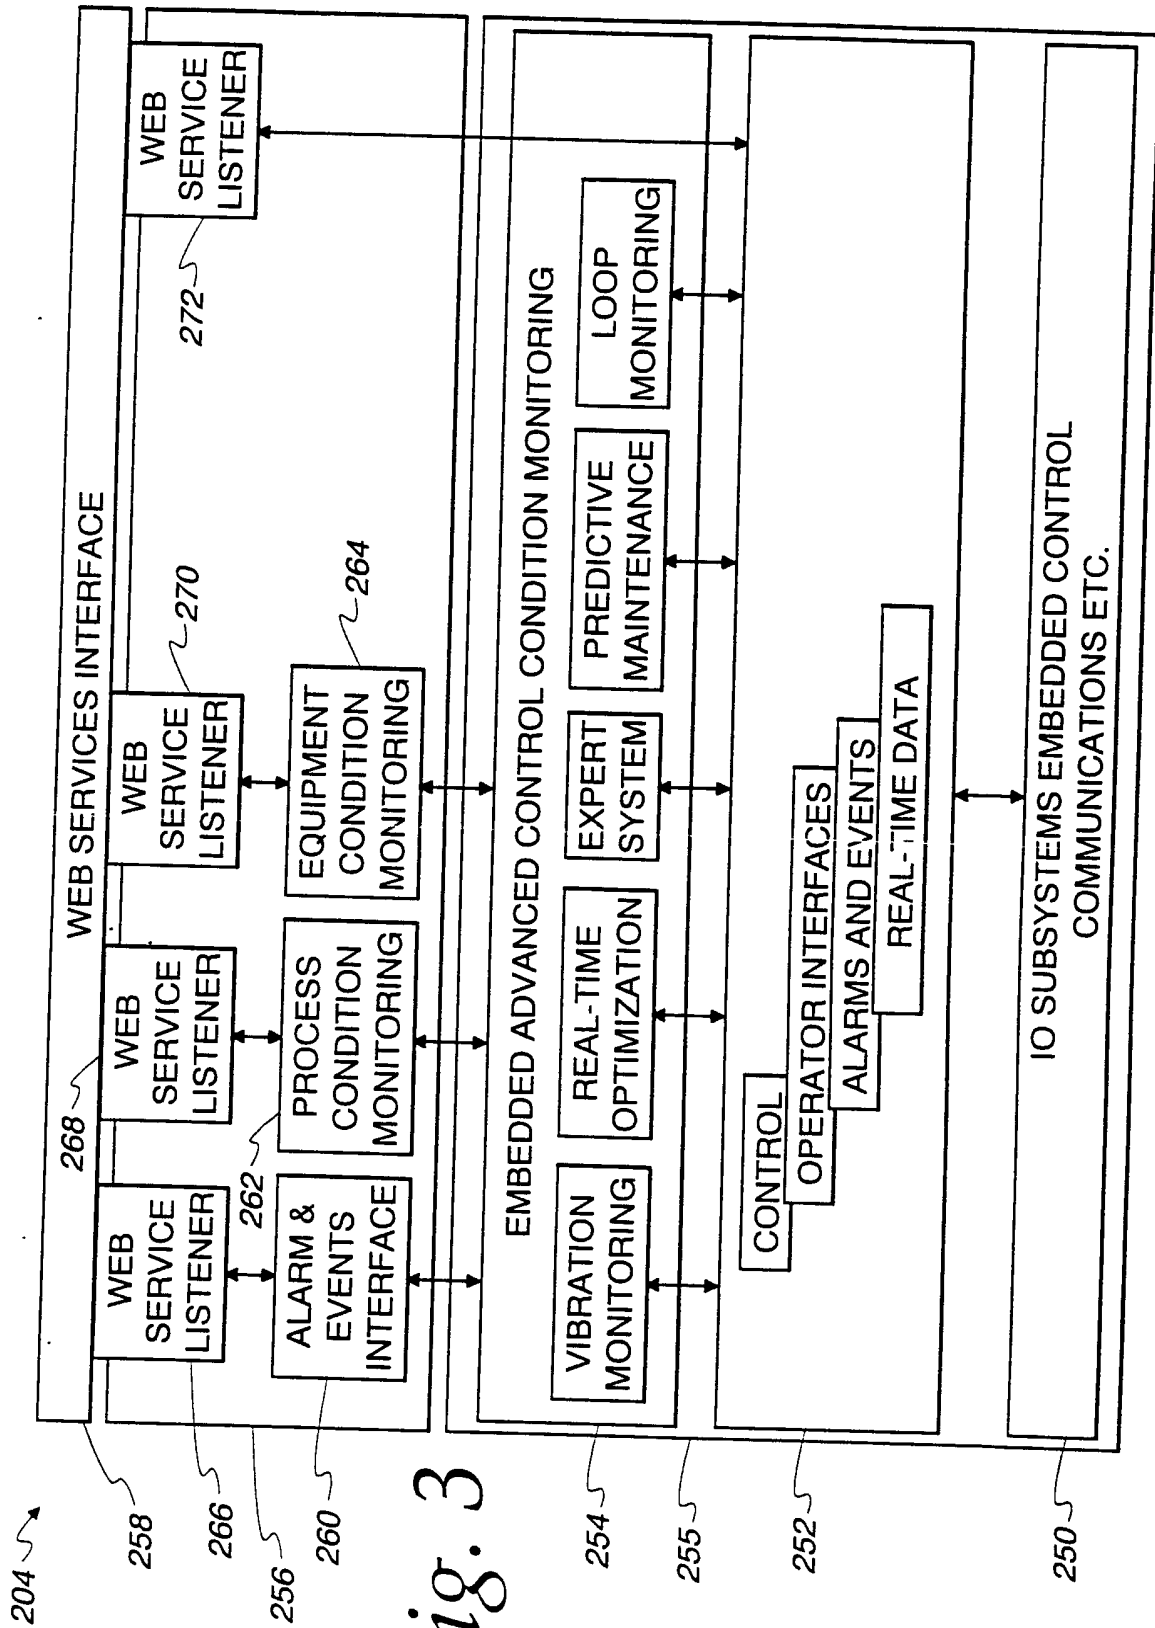 204
WEB SERVICES INTERFACE
258
WEB
SERVICE
LISTENER
266
WEB
SERVICE
LISTENER
268
WEB
SERVICE
LISTENER
270
WEB
SERVICE
LISTENER
272
256
ALARM &
EVENTS
INTERFACE
260
PROCESS
CONDITION
MONITORING
262
EQUIPMENT
CONDITION
MONITORING
264
ig. 3
EMBEDDED ADVANCED CONTROL CONDITION MONITORING
VIBRATION
MONITORING
REAL-TIME
OPTIMIZATION
EXPERT
SYSTEM
PREDICTIVE
MAINTENANCE
LOOP
MONITORING
254
255
CONTROL
OPERATOR INTERFACES
ALARMS AND EVENTS
REAL-TIME DATA
252
IO SUBSYSTEMS EMBEDDED CONTROL
COMMUNICATIONS ETC.
250